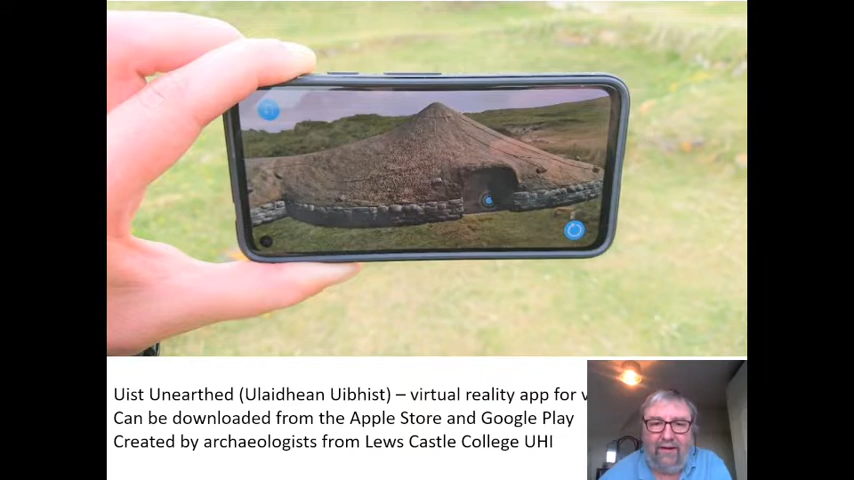 Uist Unearthed (Ulaidhean Uibhist) – virtual reality app for
Can be downloaded from the Apple Store and Google Play
Created by archaeologists from Lews Castle College UHI